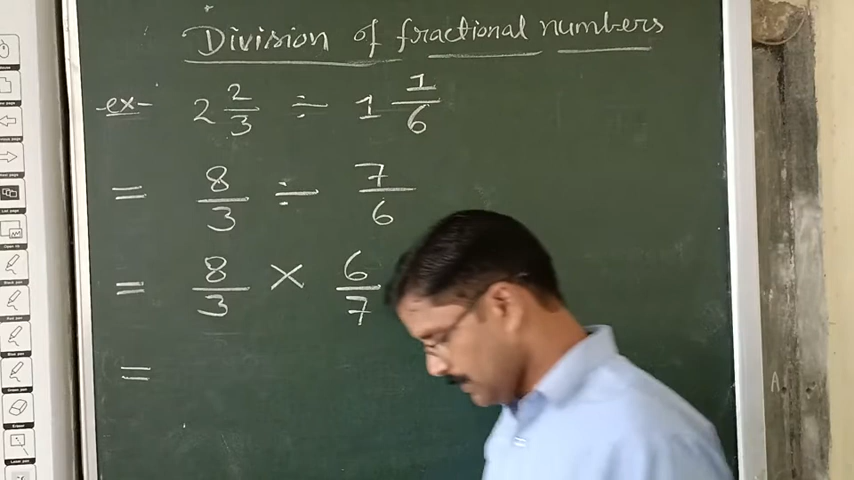 Division of fractional numbers
ex- 2 2/3 ÷ 1 1/6
= 8/3 ÷ 7/6
= 8/3 × 6/7
=